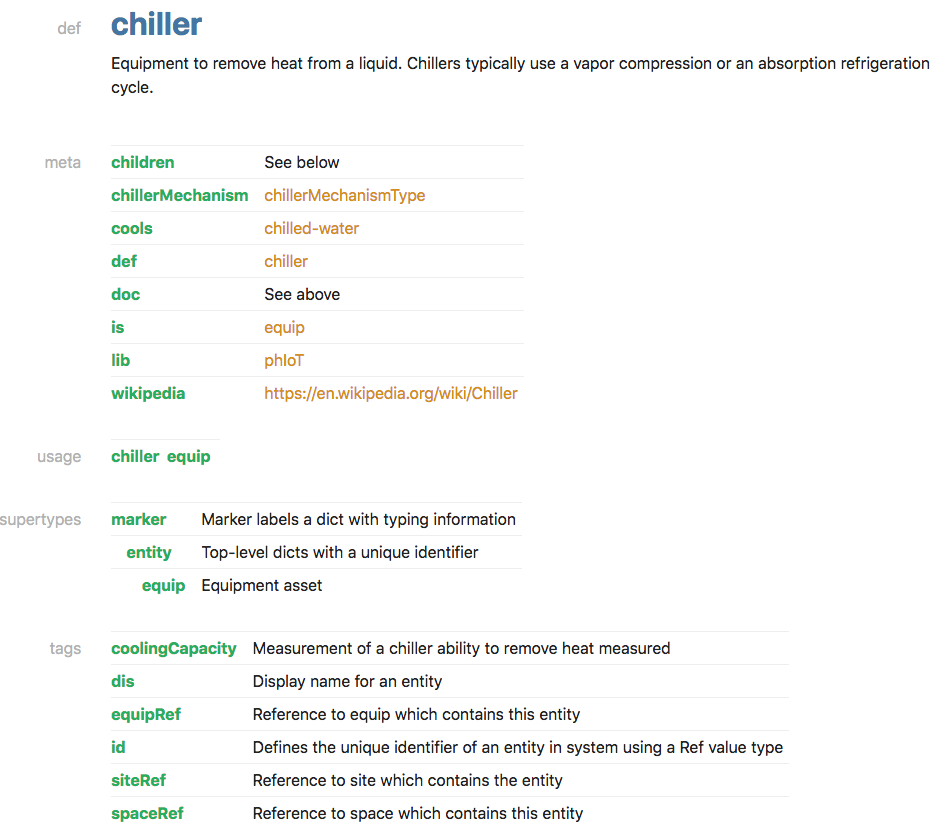 def chiller
Equipment to remove heat from a liquid. Chillers typically use a vapor compression or an absorption refrigeration
cycle.
meta children See below
chillerMechanism chillerMechanismType
cools chilled-water
def chiller
doc See above
is equip
lib phIoT
wikipedia https://en.wikipedia.org/wiki/Chiller
usage chiller equip
supertypes marker Marker labels a dict with typing information
entity Top-level dicts with a unique identifier
equip Equipment asset
tags coolingCapacity Measurement of a chiller ability to remove heat measured
dis Display name for an entity
equipRef Reference to equip which contains this entity
id Defines the unique identifier of an entity in system using a Ref value type
siteRef Reference to site which contains the entity
spaceRef Reference to space which contains this entity